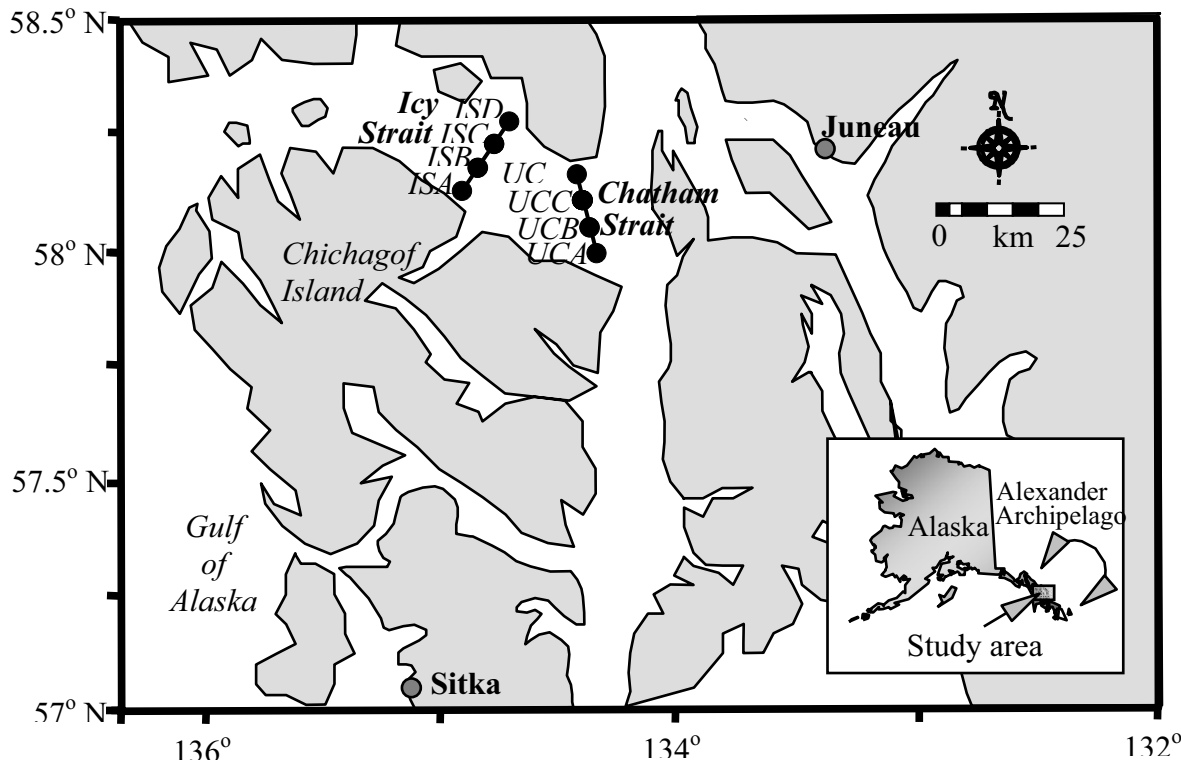 58.5° N
58° N
57.5° N
57° N
136°
134°
132°
Icy
Strait
ISD
ISC
ISB
ISA
UC
UCC
UCB
UCA
Chatham
Strait
Juneau
N
0 km 25
Chichagof
Island
Gulf
of
Alaska
Sitka
Alaska
Alexander
Archipelago
Study area